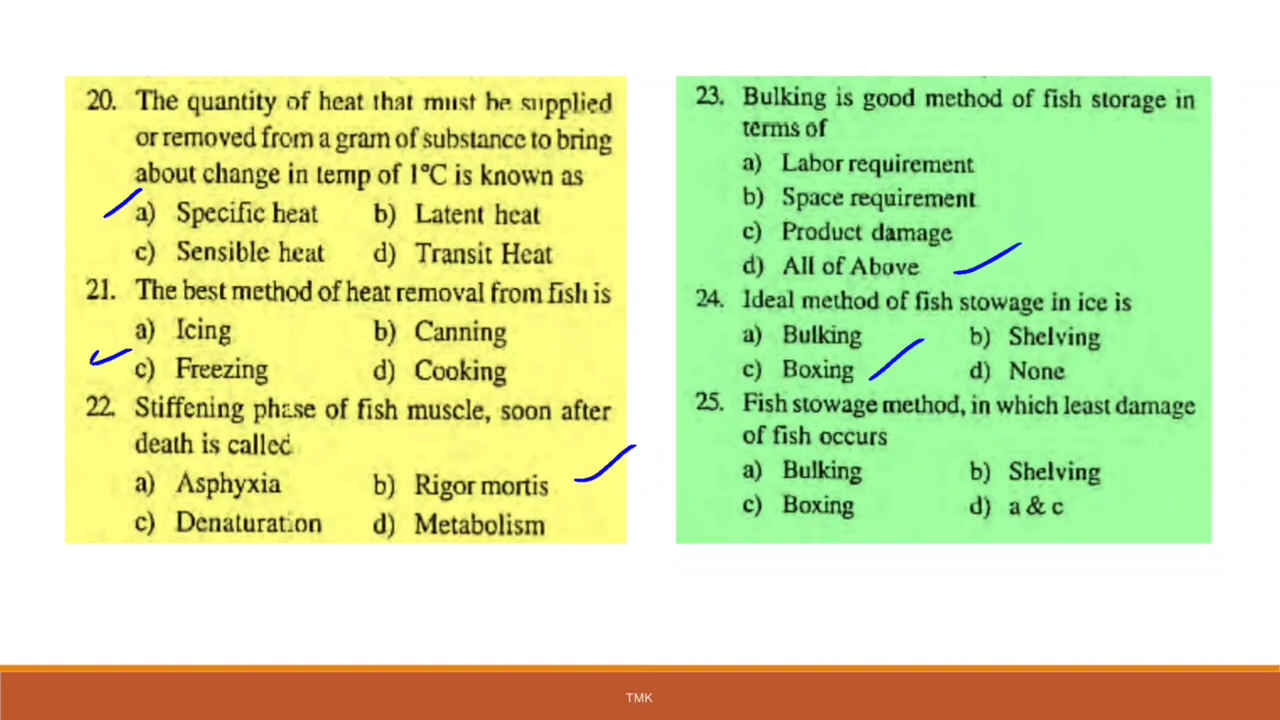 20. The quantity of heat that must be supplied
or removed from a gram of substance to bring
about change in temp of 1°C is known as
a) Specific heat b) Latent heat
c) Sensible heat d) Transit Heat
21. The best method of heat removal from fish is
a) Icing b) Canning
c) Freezing d) Cooking
22. Stiffening phase of fish muscle, soon after
death is called
a) Asphyxia b) Rigor mortis
c) Denaturation d) Metabolism
23. Bulking is good method of fish storage in
terms of
a) Labor requirement
b) Space requirement
c) Product damage
d) All of Above
24. Ideal method of fish stowage in ice is
a) Bulking b) Shelving
c) Boxing d) None
25. Fish stowage method, in which least damage
of fish occurs
a) Bulking b) Shelving
c) Boxing d) a & c
TMK